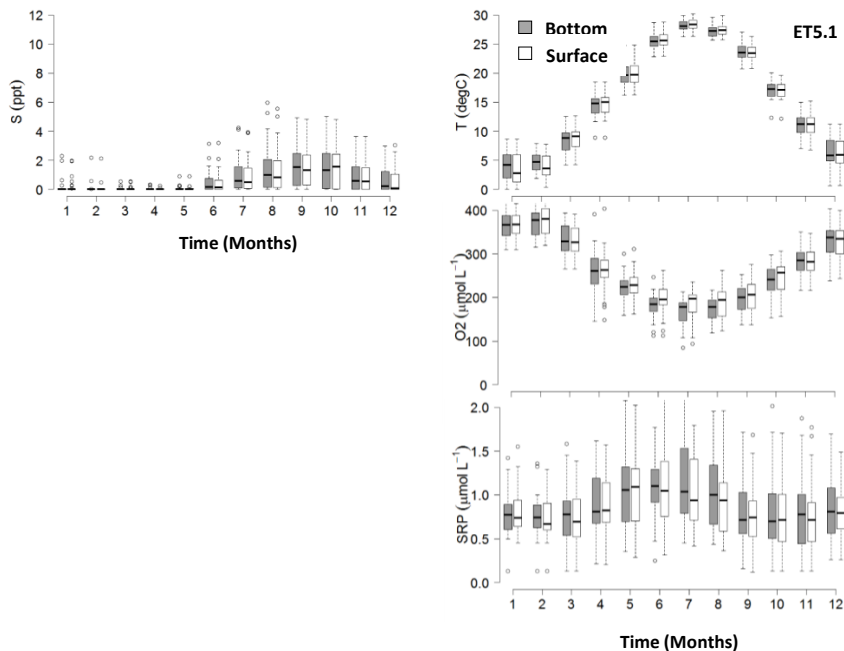 12
10
8
6
4
2
0
S (ppt)
1 2 3 4 5 6 7 8 9 10 11 12
Time (Months)
30
25
20
15
10
5
0
T (degC)
Bottom
Surface
ET5.1
400
300
200
100
0
O2 (μmol L⁻¹)
2.0
1.5
1.0
0.5
0.0
SRP (μmol L⁻¹)
1 2 3 4 5 6 7 8 9 10 11 12
Time (Months)